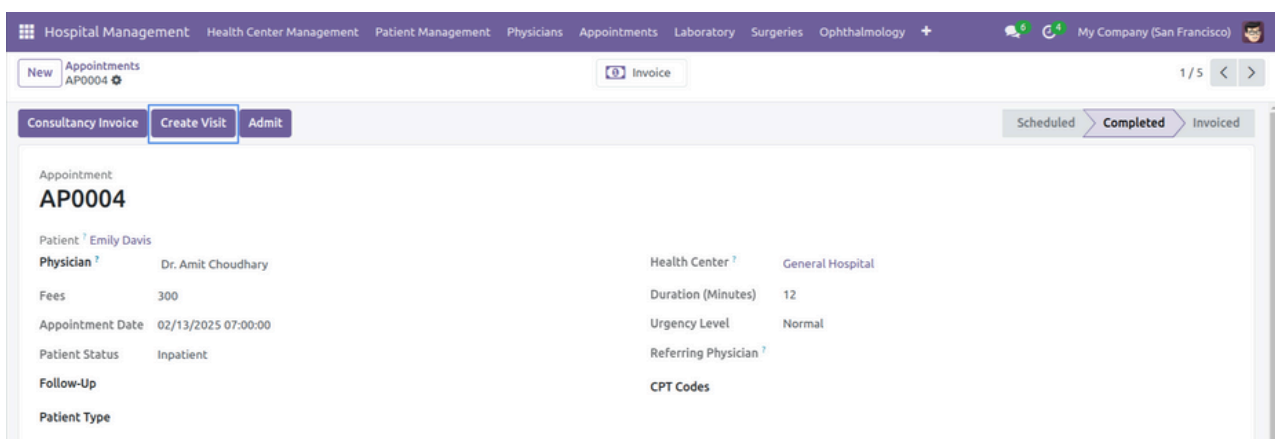 Hospital Management Health Center Management Patient Management Physicians Appointments Laboratory Surgeries Ophthalmology + 6 4 My Company (San Francisco)
New Appointments Invoice 1 / 5
AP0004
Consultancy Invoice Create Visit Admit Scheduled Completed Invoiced
Appointment
AP0004
Patient ? Emily Davis
Physician ? Dr. Amit Choudhary Health Center ? General Hospital
Fees 300 Duration (Minutes) 12
Appointment Date 02/13/2025 07:00:00 Urgency Level Normal
Patient Status Inpatient Referring Physician ?
Follow-Up CPT Codes
Patient Type